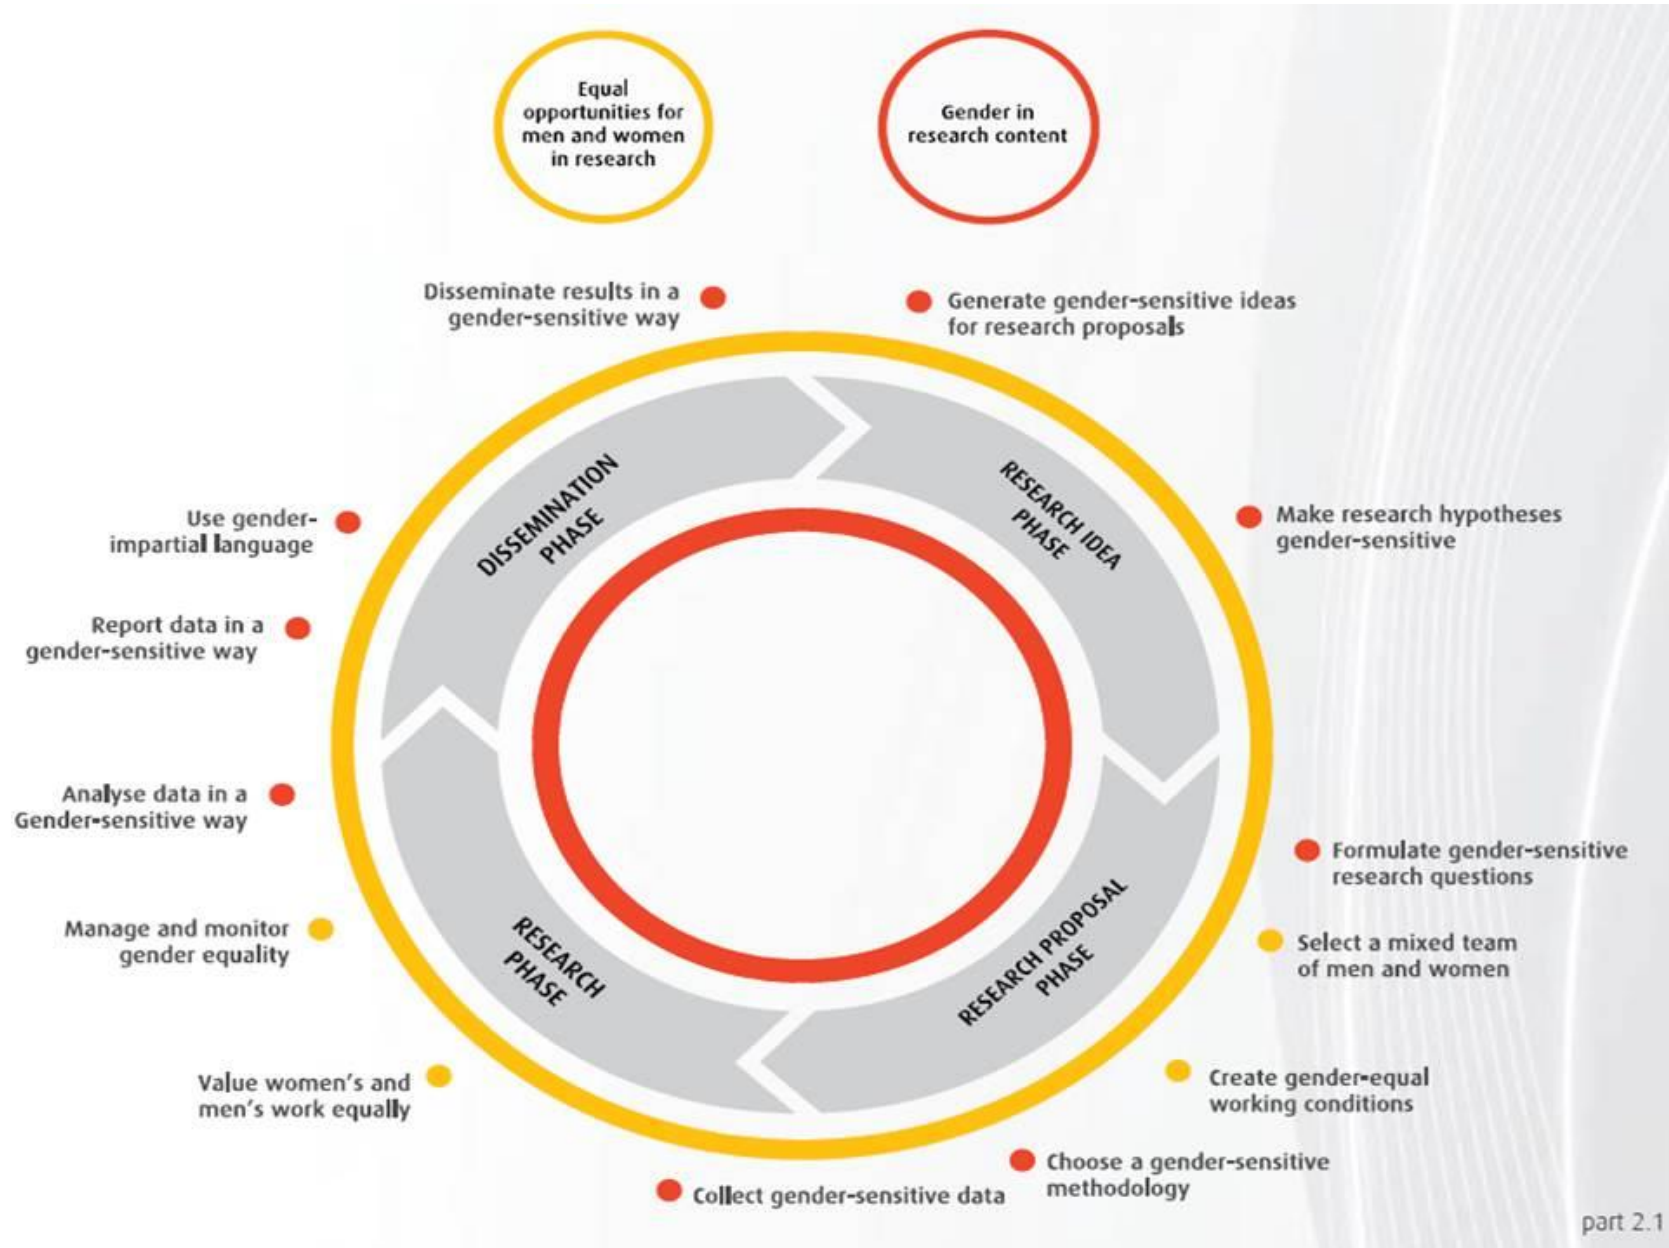 Equal
opportunities for
men and women
in research
Gender in
research content
Disseminate results in a
gender-sensitive way
Generate gender-sensitive ideas
for research proposals
DISSEMINATION
PHASE
RESEARCH IDEA
PHASE
Use gender-
impartial language
Make research hypotheses
gender-sensitive
Report data in a
gender-sensitive way
Analyse data in a
Gender-sensitive way
Formulate gender-sensitive
research questions
Manage and monitor
gender equality
RESEARCH
PHASE
RESEARCH PROPOSAL
PHASE
Select a mixed team
of men and women
Value women's and
men's work equally
Create gender-equal
working conditions
Choose a gender-sensitive
methodology
Collect gender-sensitive data
part 2.1